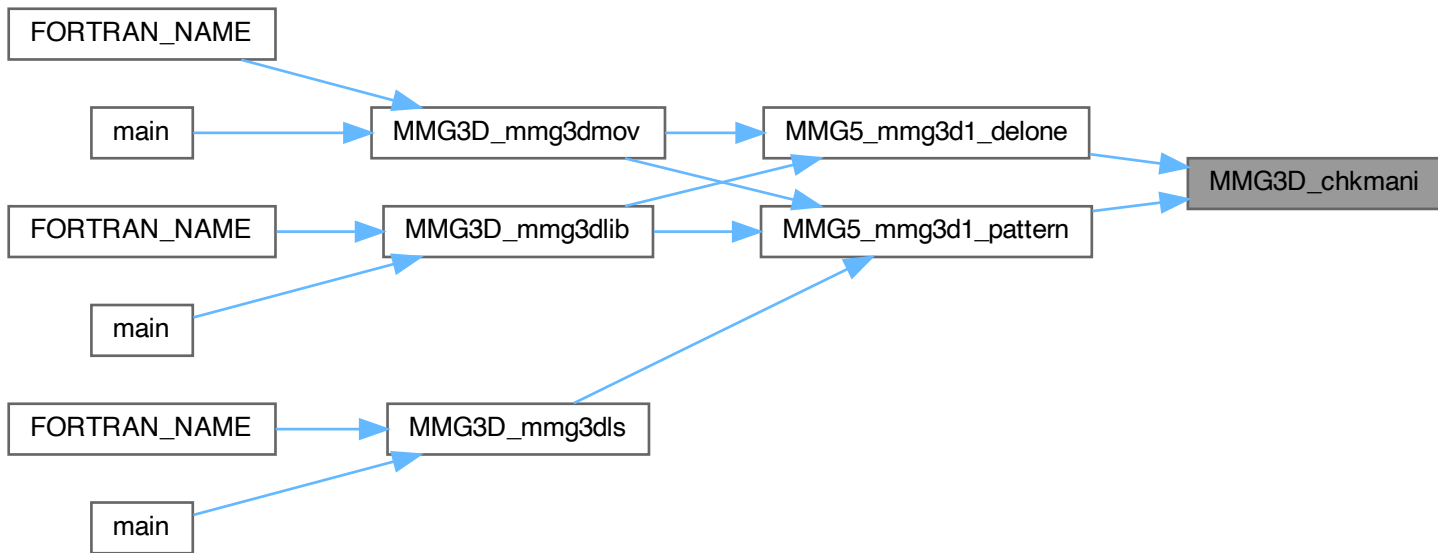 FORTRAN_NAME
main
MMG3D_mmg3dmov
MMG5_mmg3d1_delone
MMG3D_chkmani
FORTRAN_NAME
MMG3D_mmg3dlib
MMG5_mmg3d1_pattern
main
FORTRAN_NAME
MMG3D_mmg3dls
main